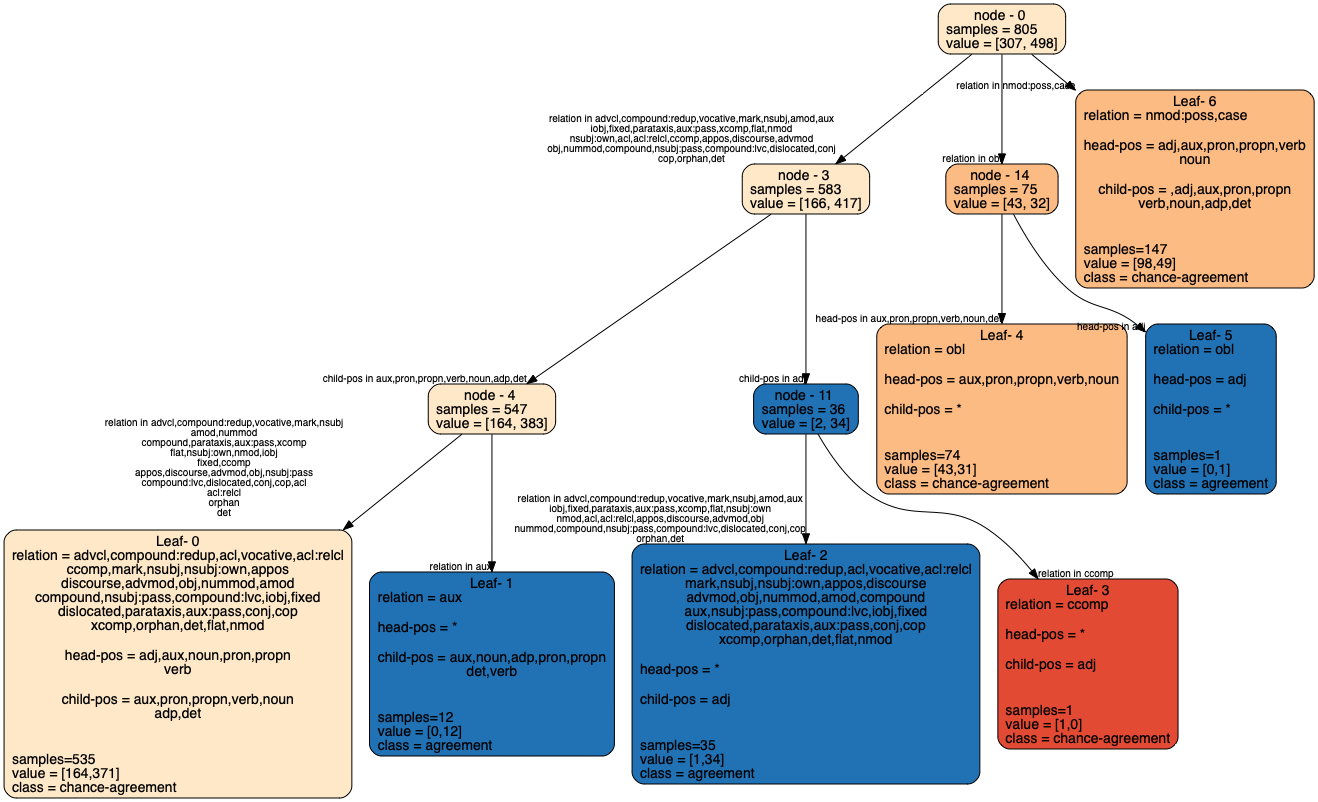 node - 0
samples = 805
value = [307, 498]
relation in nmod:poss,case
Leaf- 6
relation = nmod:poss,case
head-pos = adj,aux,pron,propn,verb
noun
child-pos = ,adj,aux,pron,propn
verb,noun,adp,det
samples=147
value = [98,49]
class = chance-agreement
relation in advcl,compound:redup,vocative,mark,nsubj,amod,aux
iobj,fixed,parataxis,aux:pass,xcomp,flat,nmod
nsubj:own,acl,acl:relcl,ccomp,appos,discourse,advmod
obj,nummod,compound,nsubj:pass,compound:lvc,dislocated,conj
cop,orphan,det
node - 3
samples = 583
value = [166, 417]
relation in obl
node - 14
samples = 75
value = [43, 32]
head-pos in aux,pron,propn,verb,noun,det
Leaf- 4
relation = obl
head-pos = aux,pron,propn,verb,noun
child-pos = *
samples=74
value = [43,31]
class = chance-agreement
head-pos in adj
Leaf- 5
relation = obl
head-pos = adj
child-pos = *
samples=1
value = [0,1]
class = agreement
child-pos in aux,pron,propn,verb,noun,adp,det
node - 4
samples = 547
value = [164, 383]
child-pos in adj
node - 11
samples = 36
value = [2, 34]
relation in advcl,compound:redup,vocative,mark,nsubj
amod,nummod
compound,parataxis,aux:pass,xcomp
flat,nsubj:own,nmod,iobj
fixed,ccomp
appos,discourse,advmod,obj,nsubj:pass
compound:lvc,dislocated,conj,cop,acl
acl:relcl
orphan
det
Leaf- 0
relation = advcl,compound:redup,acl,vocative,acl:relcl
ccomp,mark,nsubj,nsubj:own,appos
discourse,advmod,obj,nummod,amod
compound,nsubj:pass,compound:lvc,iobj,fixed
dislocated,parataxis,aux:pass,conj,cop
xcomp,orphan,det,flat,nmod
head-pos = adj,aux,noun,pron,propn
verb
child-pos = aux,pron,propn,verb,noun
adp,det
samples=535
value = [164,371]
class = chance-agreement
relation in aux
Leaf- 1
relation = aux
head-pos = *
child-pos = aux,noun,adp,pron,propn
det,verb
samples=12
value = [0,12]
class = agreement
relation in advcl,compound:redup,vocative,mark,nsubj,amod,aux
iobj,fixed,parataxis,aux:pass,xcomp,flat,nsubj:own
nmod,acl,acl:relcl,appos,discourse,advmod,obj
nummod,compound,nsubj:pass,compound:lvc,dislocated,conj,cop
orphan,det
Leaf- 2
relation = advcl,compound:redup,acl,vocative,acl:relcl
mark,nsubj,nsubj:own,appos,discourse
advmod,obj,nummod,amod,compound
aux,nsubj:pass,compound:lvc,iobj,fixed
dislocated,parataxis,aux:pass,conj,cop
xcomp,orphan,det,flat,nmod
head-pos = *
child-pos = adj
samples=35
value = [1,34]
class = agreement
relation in ccomp
Leaf- 3
relation = ccomp
head-pos = *
child-pos = adj
samples=1
value = [1,0]
class = chance-agreement